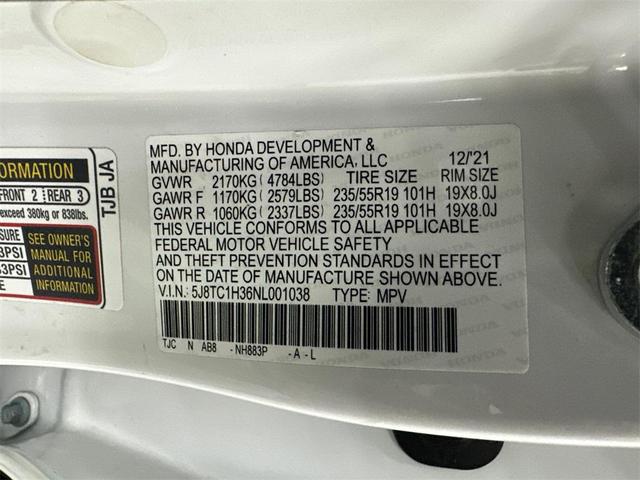 MFD. BY HONDA DEVELOPMENT &
MANUFACTURING OF AMERICA, LLC 12/'21
GVWR 2170KG( 4784LBS) TIRE SIZE RIM SIZE
GAWR F 1170KG( 2579LBS) 235/55R19 101H 19X8.0J
GAWR R 1060KG( 2337LBS) 235/55R19 101H 19X8.0J
THIS VEHICLE CONFORMS TO ALL APPLICABLE
FEDERAL MOTOR VEHICLE SAFETY
AND THEFT PREVENTION STANDARDS IN EFFECT
ON THE DATE OF MANUFACTURE SHOWN ABOVE.
V.I.N.: 5J8TC1H36NL001038 TYPE: MPV
TJC N AB8 -NH883P -A-L
TJB JA
FRONT 2 REAR 3
exceed 380kg or 838lbs.
SEE OWNER'S
MANUAL FOR
ADDITIONAL
INFORMATION